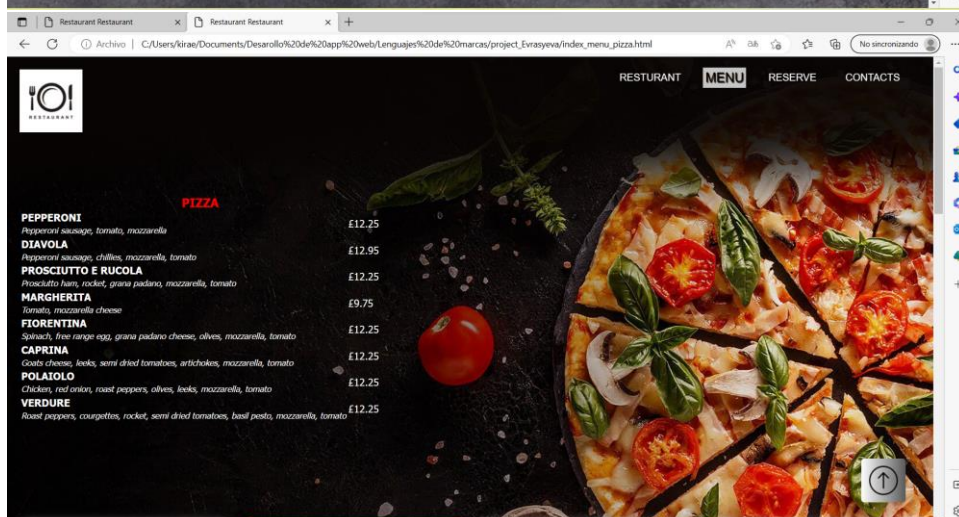 Restaurant Restaurant
Restaurant Restaurant
Archivo | C:/Users/kirae/Documents/Desarollo%20de%20app%20web/Lenguajes%20de%20marcas/project_Evrasyeva/index_menu_pizza.html
No sincronizando
RESTURANT MENU RESERVE CONTACTS
RESTAURANT
PIZZA
PEPPERONI
Pepperoni sausage, tomato, mozzarella £12.25
DIAVOLA
Pepperoni sausage, chillies, mozzarella, tomato £12.95
PROSCIUTTO E RUCOLA
Prosciutto ham, rocket, grana padano, mozzarella, tomato £12.25
MARGHERITA
Tomato, mozzarella cheese £9.75
FIORENTINA
Spinach, free range egg, grana padano cheese, olives, mozzarella, tomato £12.25
CAPRINA
Goats cheese, leeks, semi dried tomatoes, artichokes, mozzarella, tomato £12.25
POLAIOLO
Chicken, red onion, roast peppers, olives, leeks, mozzarella, tomato £12.25
VERDURE
Roast peppers, courgettes, rocket, semi dried tomatoes, basil pesto, mozzarella, tomato £12.25